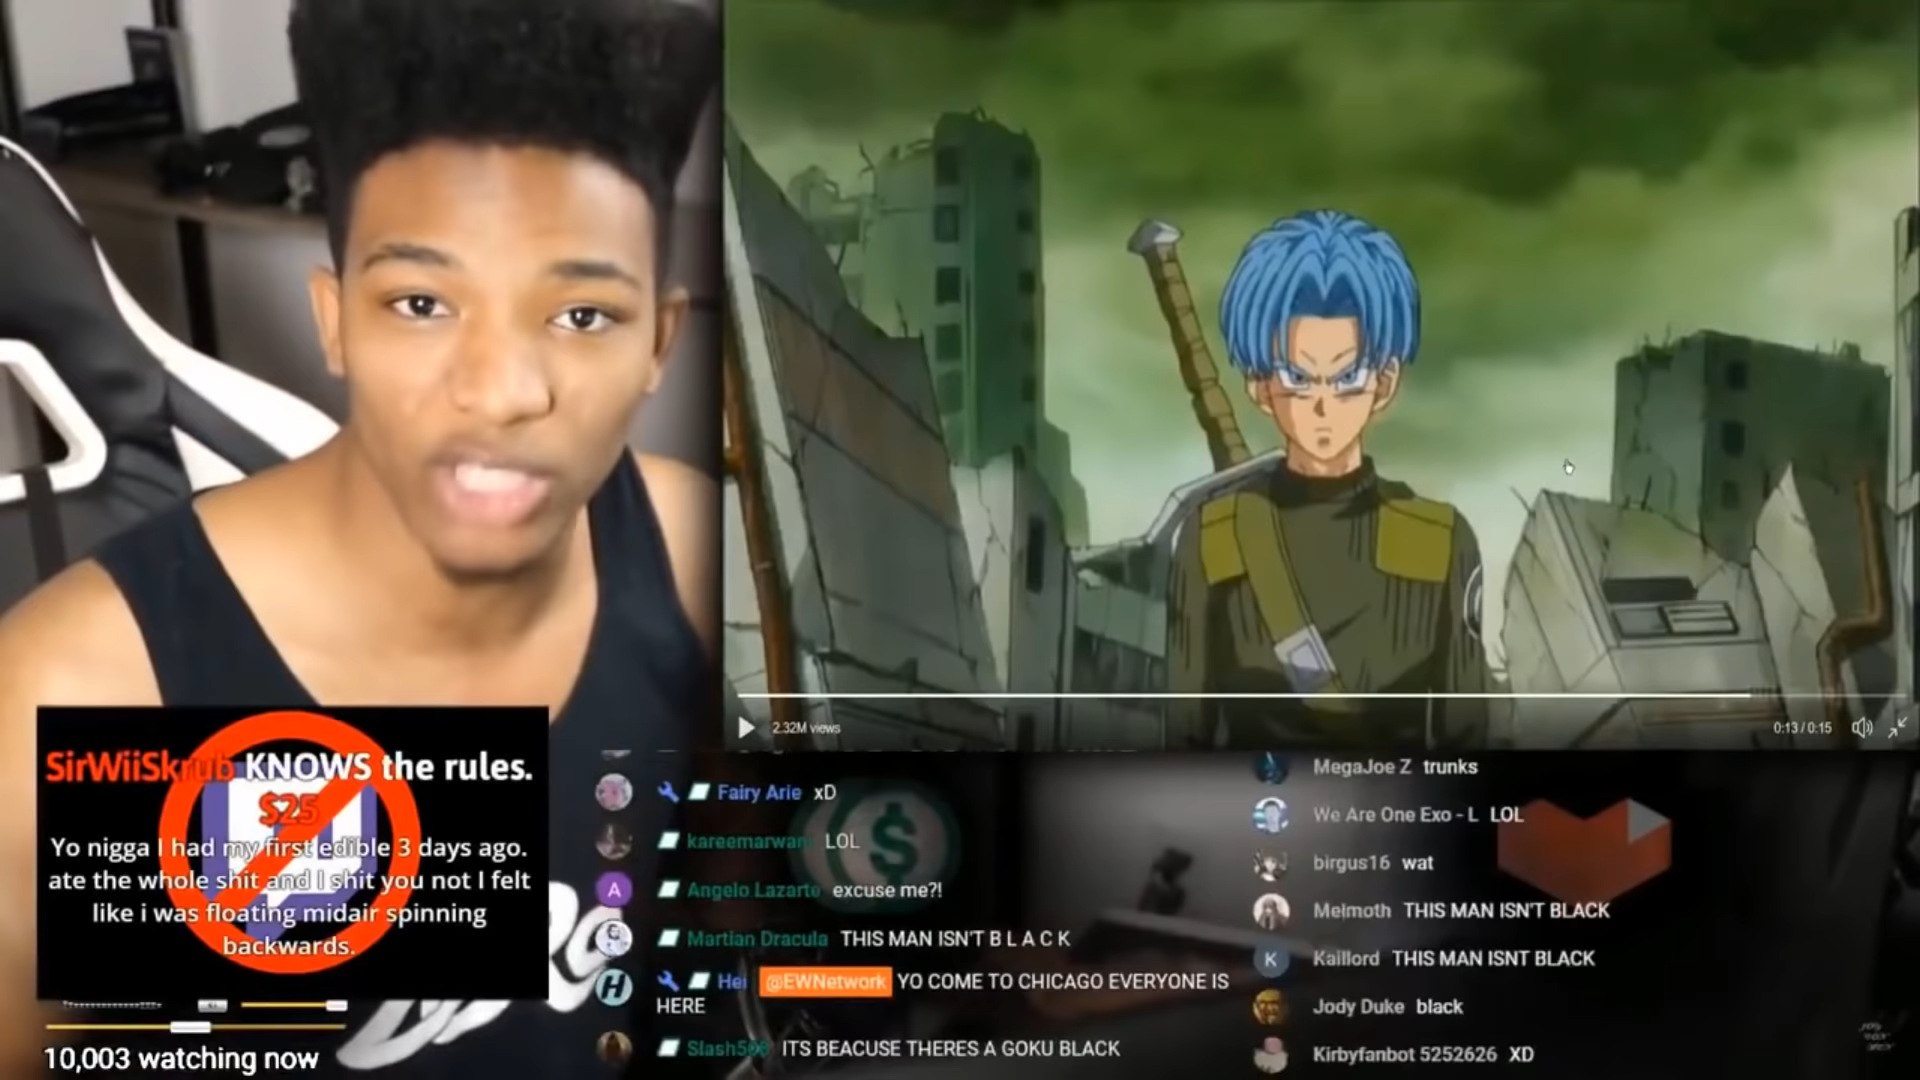 2.32M views
0:13 / 0:15
SirWiiSkrub KNOWS the rules.
$25
Yo nigga I had my first edible 3 days ago.
ate the whole shit and I shit you not I felt
like i was floating midair spinning
backwards.
10,003 watching now
Fairy Arie xD
kareemarwan LOL
A Angelo Lazarte excuse me?!
Martian Dracula THIS MAN ISN'T B L A C K
H Hei @EWNetwork YO COME TO CHICAGO EVERYONE IS
HERE
ITS BEACUSE THERES A GOKU BLACK
MegaJoe Z trunks
We Are One Exo - L LOL
birgus16 wat
Melmoth THIS MAN ISN'T BLACK
K Kaillord THIS MAN ISNT BLACK
Jody Duke black
Kirbyfanbot 5252626 XD